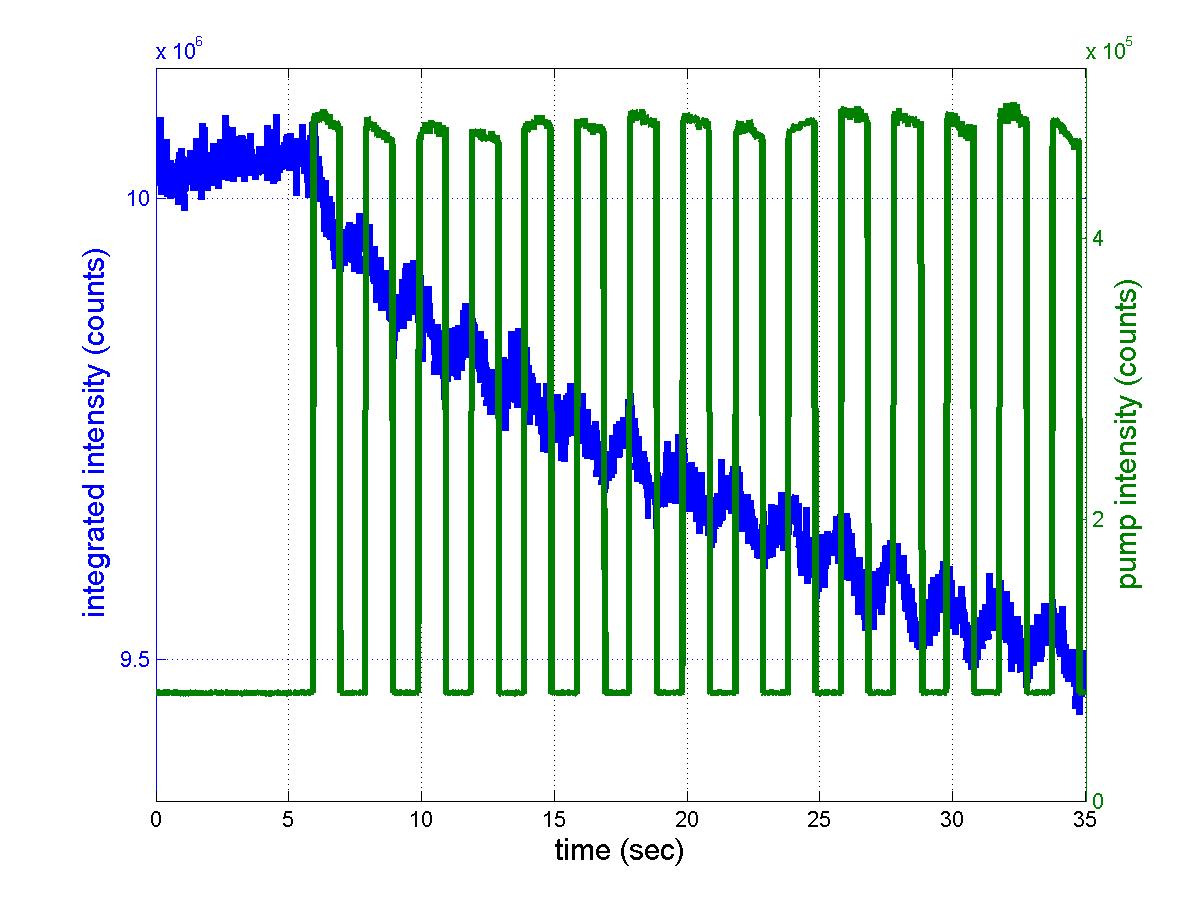 x 10^6
x 10^5
10
9.5
integrated intensity (counts)
4
2
0
pump intensity (counts)
0 5 10 15 20 25 30 35
time (sec)